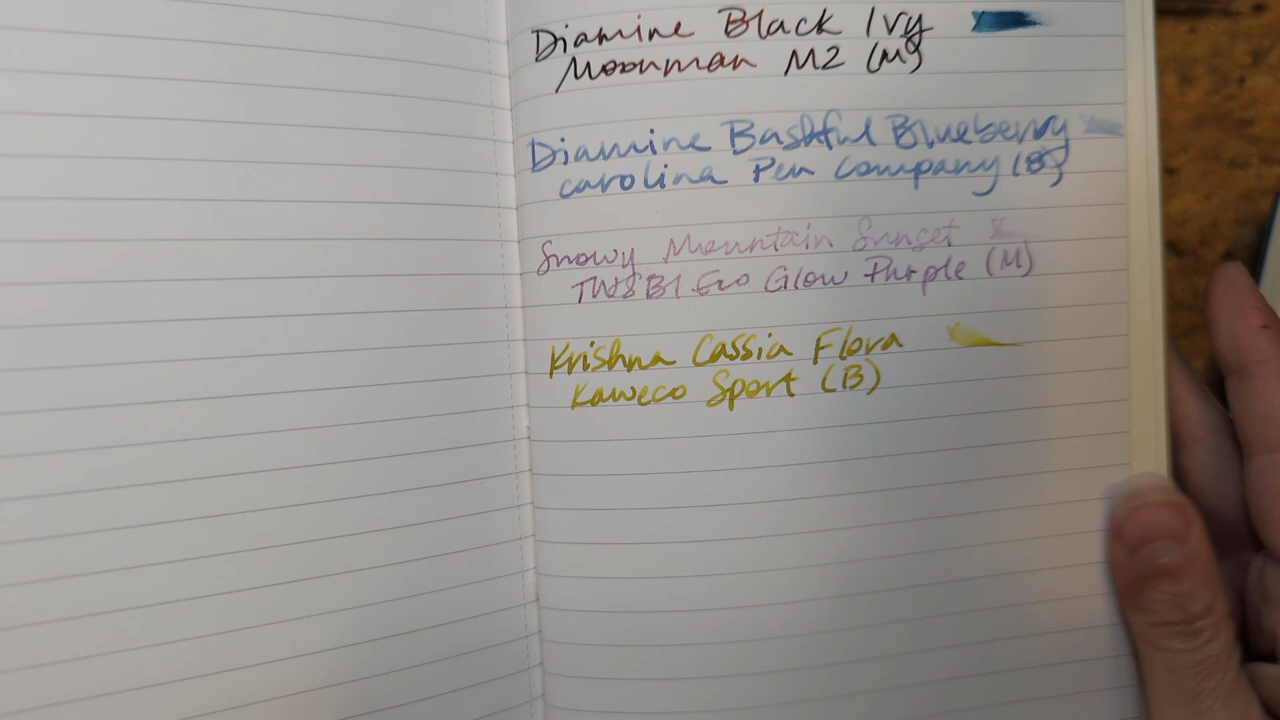 Diamine Black Ivy
Moonman M2 (M)
Diamine Bashful Blueberry
Carolina Pen Company (B)
Snowy Mountain Sunset
TWSBI Eco Glow Purple (M)
Krishna Cassia Flora
Kaweco Sport (B)